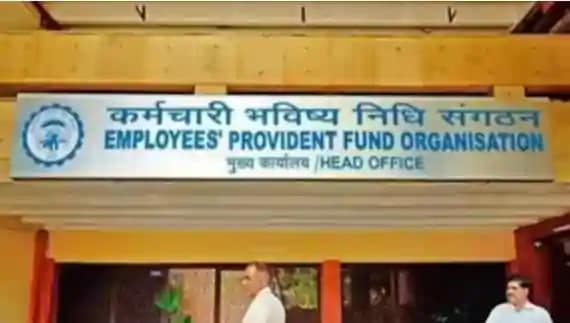 कर्मचारी भविष्य निधि संगठन
EMPLOYEES' PROVIDENT FUND ORGANISATION
मुख्य कार्यालय /HEAD OFFICE